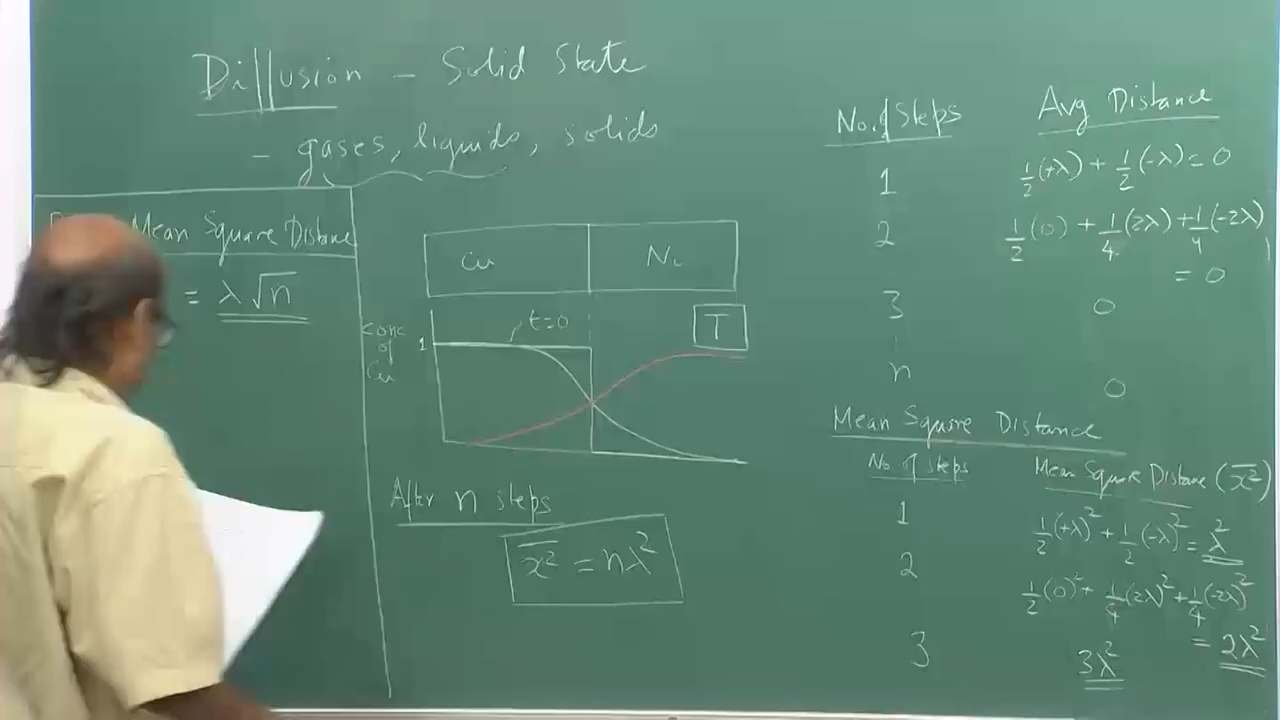 Diffusion – Solid State
– gases, liquids, solids
Mean Square Distance
= λ√n
Cu Ni
Conc of Cu
1
t=0
T
After n steps
x̄² = nλ²
No. of Steps Avg Distance
1 1/2(+λ) + 1/2(-λ) = 0
2 1/2(0) + 1/4(2λ) + 1/4(-2λ)
= 0
3 0
n 0
Mean Square Distance
No. of steps Mean Square Distance (x̄²)
1 1/2(+λ)² + 1/2(-λ)² = λ²
2 1/2(0)² + 1/4(2λ)² + 1/4(-2λ)²
= 2λ²
3 3λ²